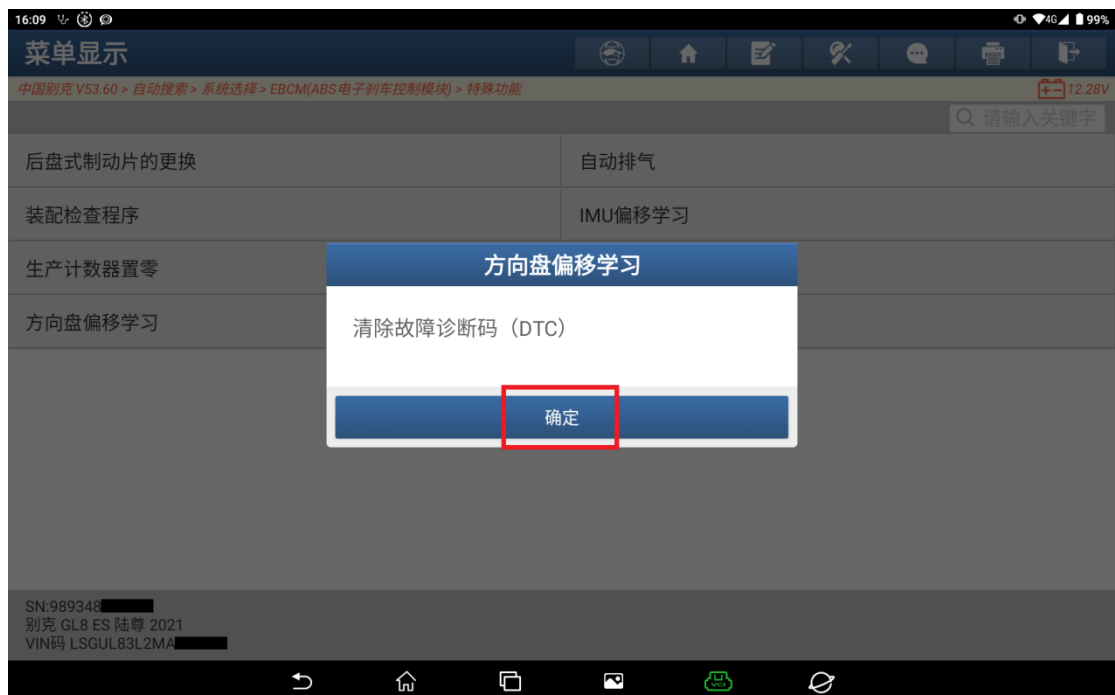 16:09 4G 99%
菜单显示
中国别克 V53.60 > 自动搜索 > 系统选择 > EBCM(ABS电子刹车控制模块) > 特殊功能 12.28V
请输入关键字
后盘式制动片的更换 自动排气
装配检查程序 IMU偏移学习
生产计数器置零
方向盘偏移学习
方向盘偏移学习
清除故障诊断码（DTC）
确定
SN:989348
别克 GL8 ES 陆尊 2021
VIN码 LSGUL83L2MA
VCI